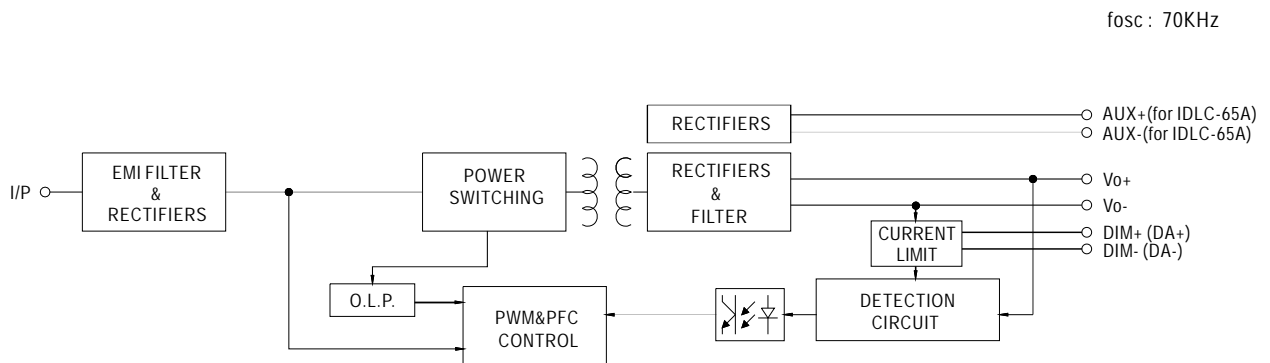 fosc : 70KHz
RECTIFIERS
AUX+(for IDLC-65A)
AUX-(for IDLC-65A)
I/P
EMI FILTER
&
RECTIFIERS
POWER
SWITCHING
RECTIFIERS
&
FILTER
Vo+
Vo-
CURRENT
LIMIT
DIM+ (DA+)
DIM- (DA-)
O.L.P.
PWM&PFC
CONTROL
DETECTION
CIRCUIT